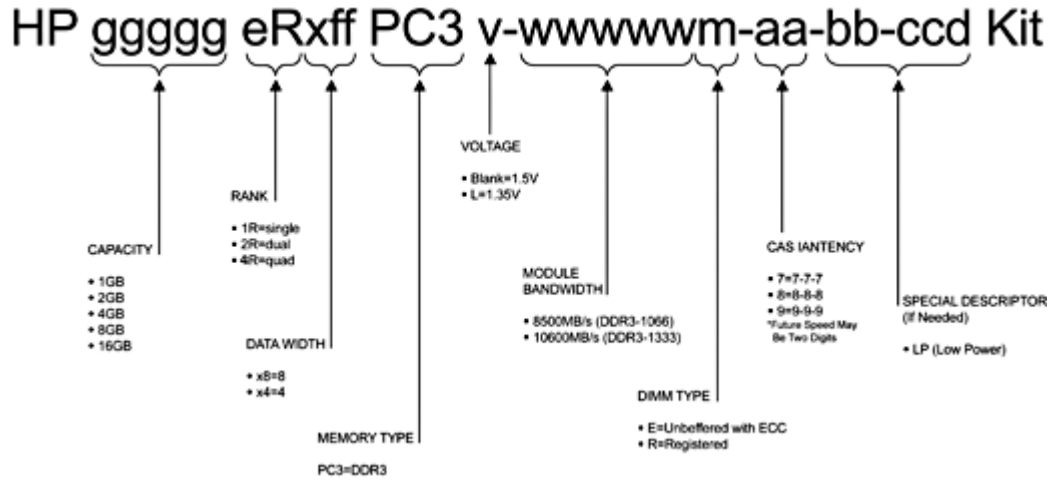 HP ggggg eRxff PC3 v-wwwwwm-aa-bb-ccd Kit
VOLTAGE
▪ Blank=1.5V
▪ L=1.35V
RANK
▪ 1R=single
▪ 2R=dual
▪ 4R=quad
CAPACITY
• 1GB
• 2GB
• 4GB
• 8GB
• 16GB
CAS IANTENCY
▪ 7=7-7-7
▪ 8=8-8-8
▪ 9=9-9-9
*Future Speed May
Be Two Digits
MODULE
BANDWIDTH
▪ 8500MB/s (DDR3-1066)
▪ 10600MB/s (DDR3-1333)
SPECIAL DESCRIPTOR
(If Needed)
• LP (Low Power)
DATA WIDTH
• x8=8
• x4=4
DIMM TYPE
• E=Unbeffered with ECC
• R=Registered
MEMORY TYPE
PC3=DDR3